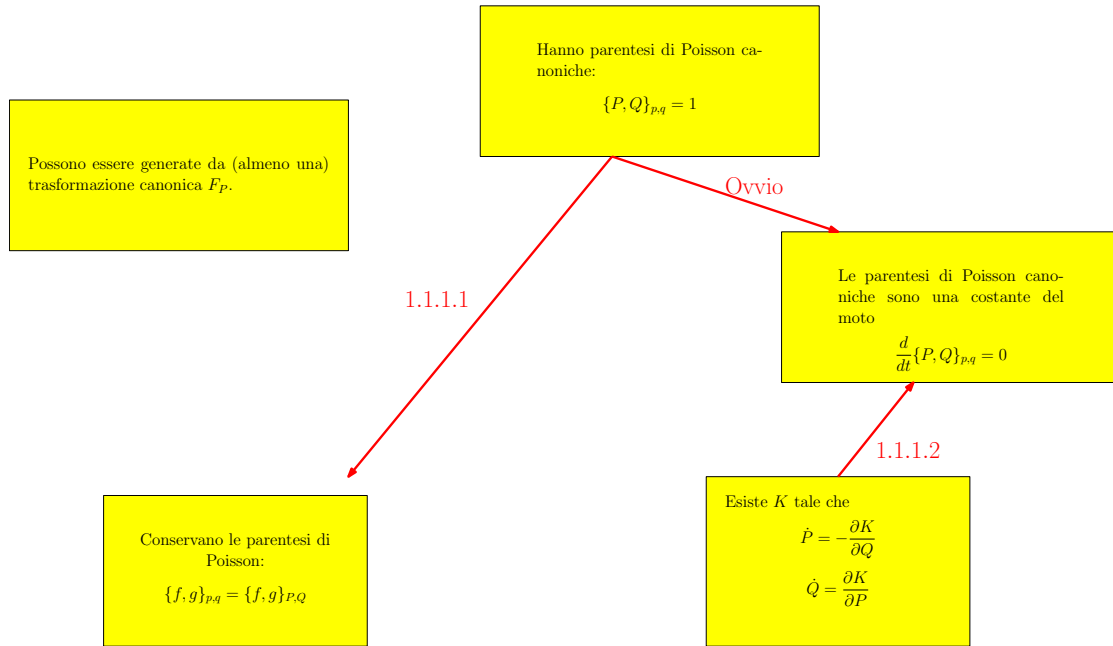 Hanno parentesi di Poisson ca-
noniche:
{P, Q}_{p,q} = 1
Possono essere generate da (almeno una)
trasformazione canonica F_P.
Ovvio
Le parentesi di Poisson cano-
niche sono una costante del
moto
d/dt {P, Q}_{p,q} = 0
1.1.1.1
1.1.1.2
Conservano le parentesi di
Poisson:
{f, g}_{p,q} = {f, g}_{P,Q}
Esiste K tale che
Ṗ = −∂K/∂Q
Q̇ = ∂K/∂P